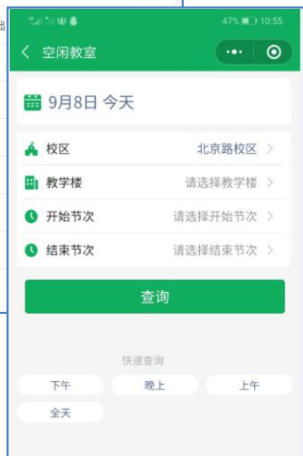 础
47% 10:55
空闲教室
9月8日 今天
校区 北京路校区
教学楼 请选择教学楼
开始节次 请选择开始节次
结束节次 请选择结束节次
查询
快速查询
下午 晚上 上午
全天